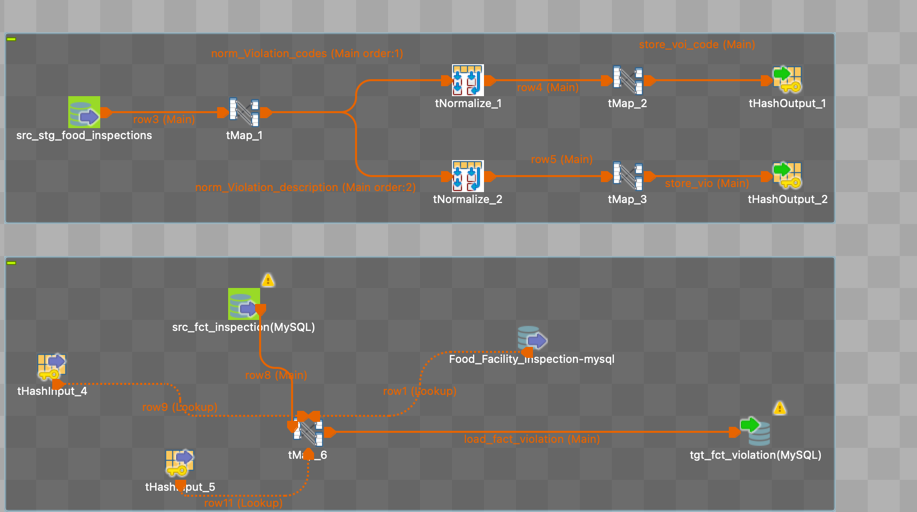 norm_Violation_codes (Main order:1)
store_vol_code (Main)
tNormalize_1
row4 (Main)
tMap_2
tHashOutput_1
src_stg_food_inspections
row3 (Main)
tMap_1
norm_Violation_description (Main order:2)
row5 (Main)
tNormalize_2
tMap_3
store_vio (Main)
tHashOutput_2
src_fct_inspection(MySQL)
Food_Facility_Inspection-mysql
row8 (Main)
tHashInput_4
row9 (Lookup)
row1 (Lookup)
load_fact_violation (Main)
tMap_6
tgt_fct_violation(MySQL)
tHashInput_5
row11 (Lookup)